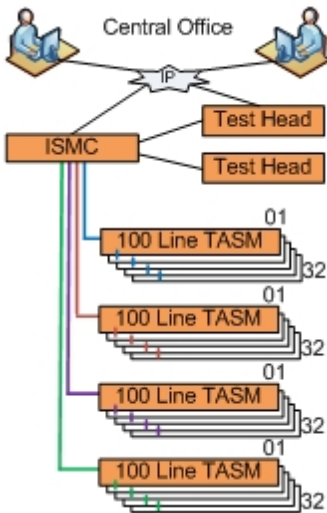 Central Office
IP
Test Head
ISMC
Test Head
01
100 Line TASM
32
01
100 Line TASM
32
01
100 Line TASM
32
01
100 Line TASM
32